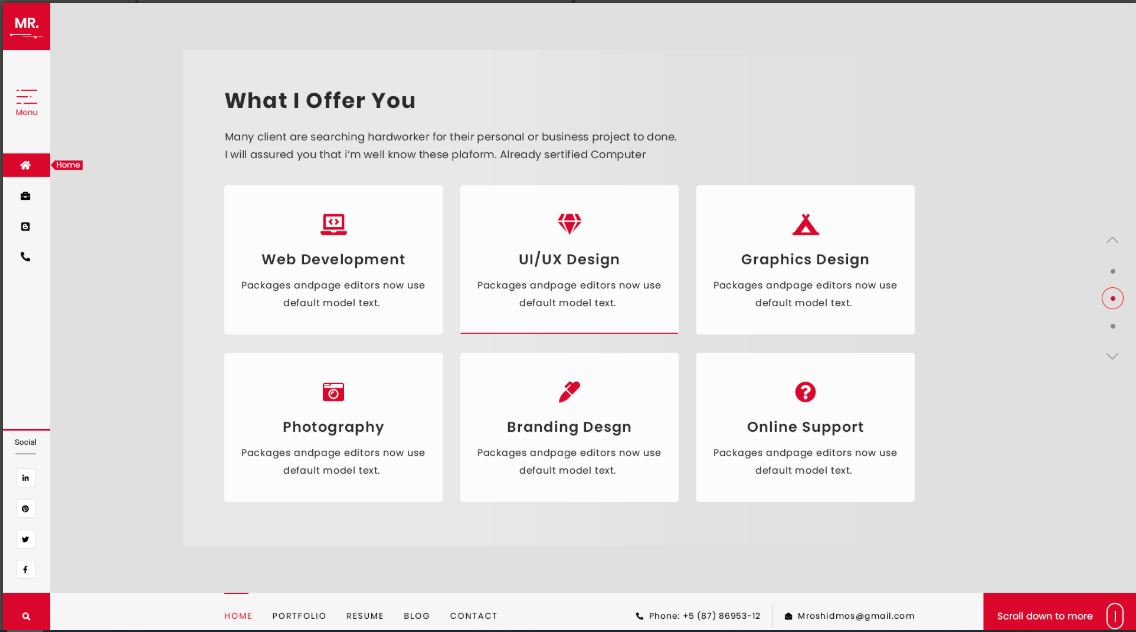 MR.
Menu
Home
What I Offer You
Many client are searching hardworker for their personal or business project to done.
I will assured you that i'm well know these plaform. Already sertified Computer
Web Development
Packages andpage editors now use
default model text.
UI/UX Design
Packages andpage editors now use
default model text.
Graphics Design
Packages andpage editors now use
default model text.
Photography
Packages andpage editors now use
default model text.
Branding Desgn
Packages andpage editors now use
default model text.
Online Support
Packages andpage editors now use
default model text.
Social
HOME PORTFOLIO RESUME BLOG CONTACT
Phone: +5 (87) 86953-12
Mroshidmos@gmail.com
Scroll down to more